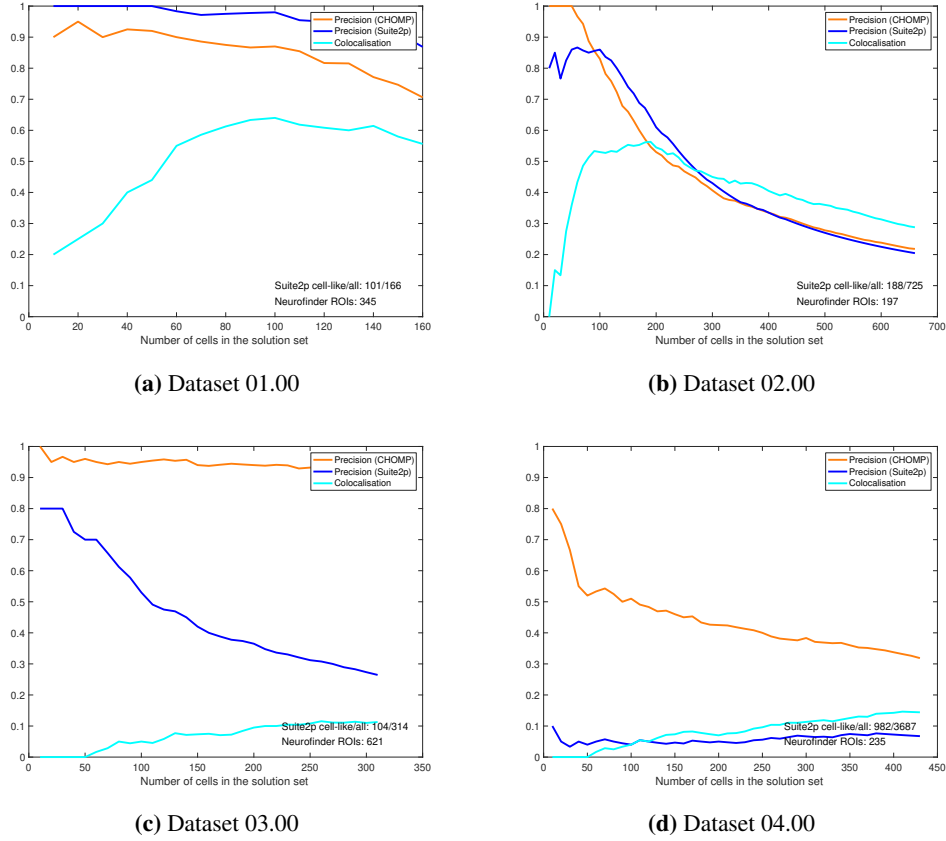 1
0.9
0.8
0.7
0.6
0.5
0.4
0.3
0.2
0.1
0
0 20 40 60 80 100 120 140 160
Number of cells in the solution set
Precision (CHOMP)
Precision (Suite2p)
Colocalisation
Suite2p cell-like/all: 101/166
Neurofinder ROIs: 345
(a) Dataset 01.00
1
0.9
0.8
0.7
0.6
0.5
0.4
0.3
0.2
0.1
0
0 100 200 300 400 500 600 700
Number of cells in the solution set
Precision (CHOMP)
Precision (Suite2p)
Colocalisation
Suite2p cell-like/all: 188/725
Neurofinder ROIs: 197
(b) Dataset 02.00
1
0.9
0.8
0.7
0.6
0.5
0.4
0.3
0.2
0.1
0
0 50 100 150 200 250 300 350
Number of cells in the solution set
Precision (CHOMP)
Precision (Suite2p)
Colocalisation
Suite2p cell-like/all: 104/314
Neurofinder ROIs: 621
(c) Dataset 03.00
1
0.9
0.8
0.7
0.6
0.5
0.4
0.3
0.2
0.1
0
0 50 100 150 200 250 300 350 400 450
Number of cells in the solution set
Precision (CHOMP)
Precision (Suite2p)
Colocalisation
Suite2p cell-like/all: 982/3687
Neurofinder ROIs: 235
(d) Dataset 04.00